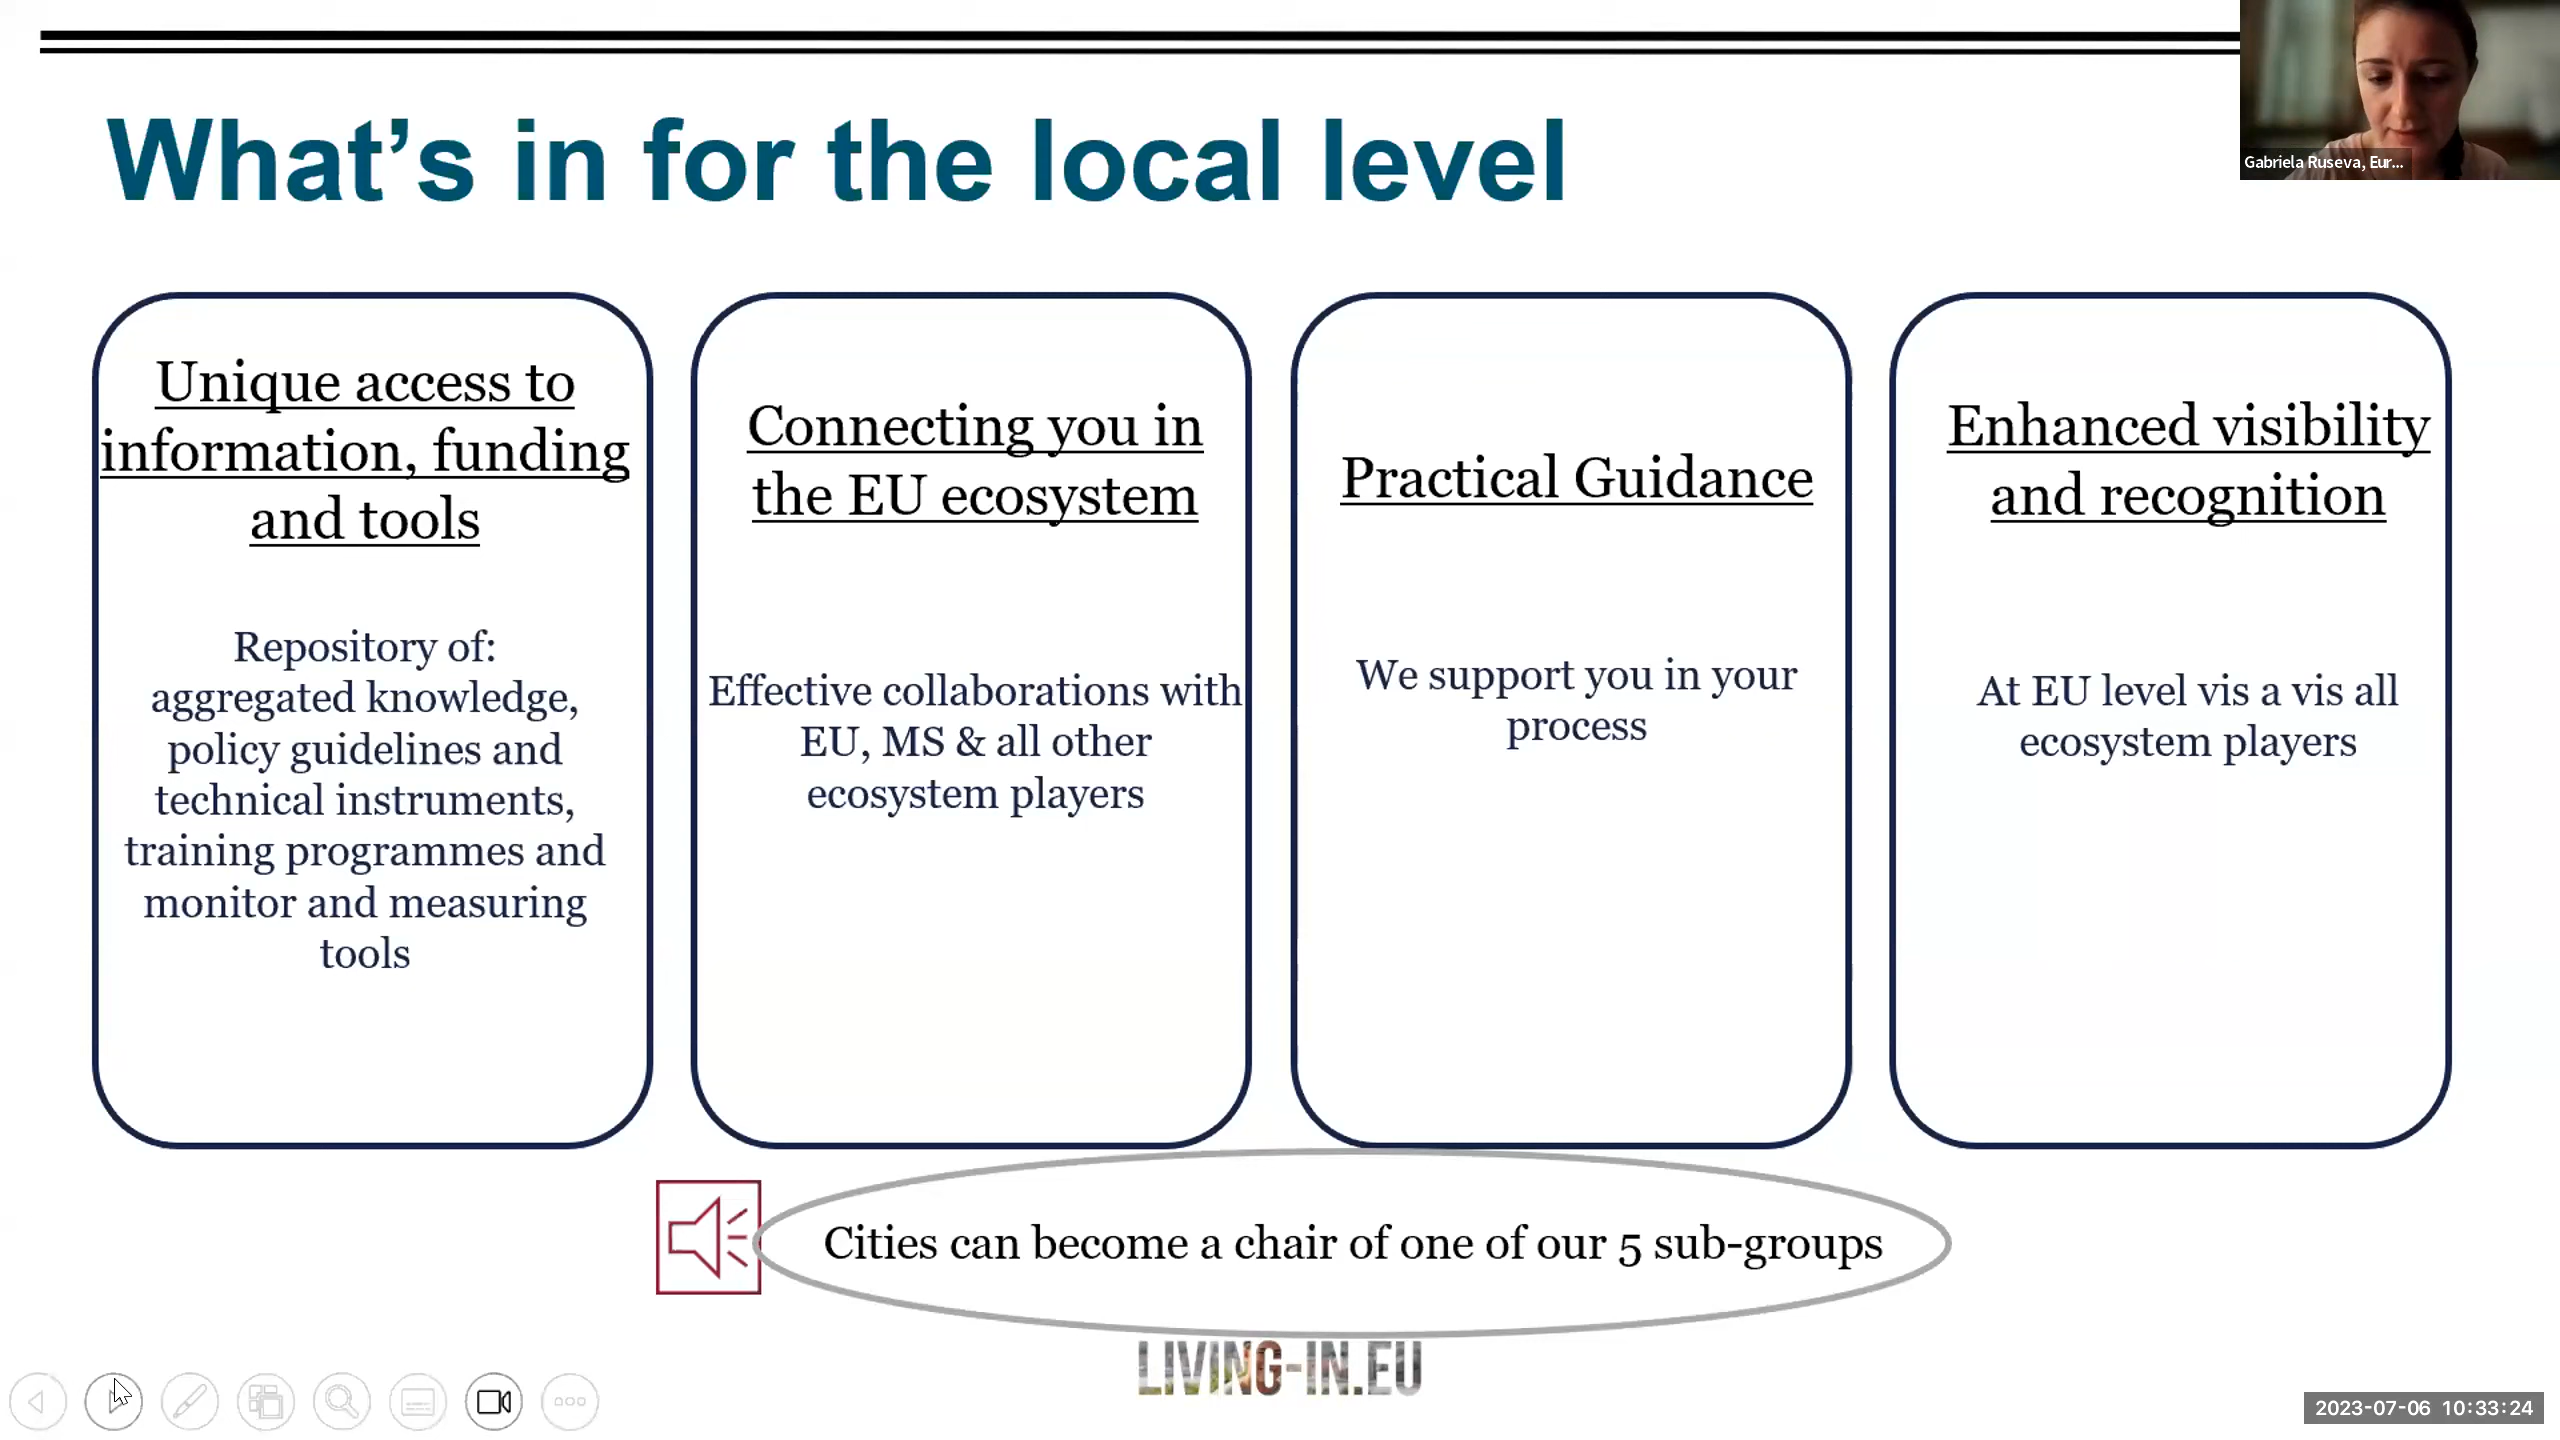 What's in for the local level
Gabriela Ruseva, Eur...
Unique access to
information, funding
and tools
Repository of:
aggregated knowledge,
policy guidelines and
technical instruments,
training programmes and
monitor and measuring
tools
Connecting you in
the EU ecosystem
Effective collaborations with
EU, MS & all other
ecosystem players
Practical Guidance
We support you in your
process
Enhanced visibility
and recognition
At EU level vis a vis all
ecosystem players
Cities can become a chair of one of our 5 sub-groups
LIVING-IN.EU
2023-07-06 10:33:24